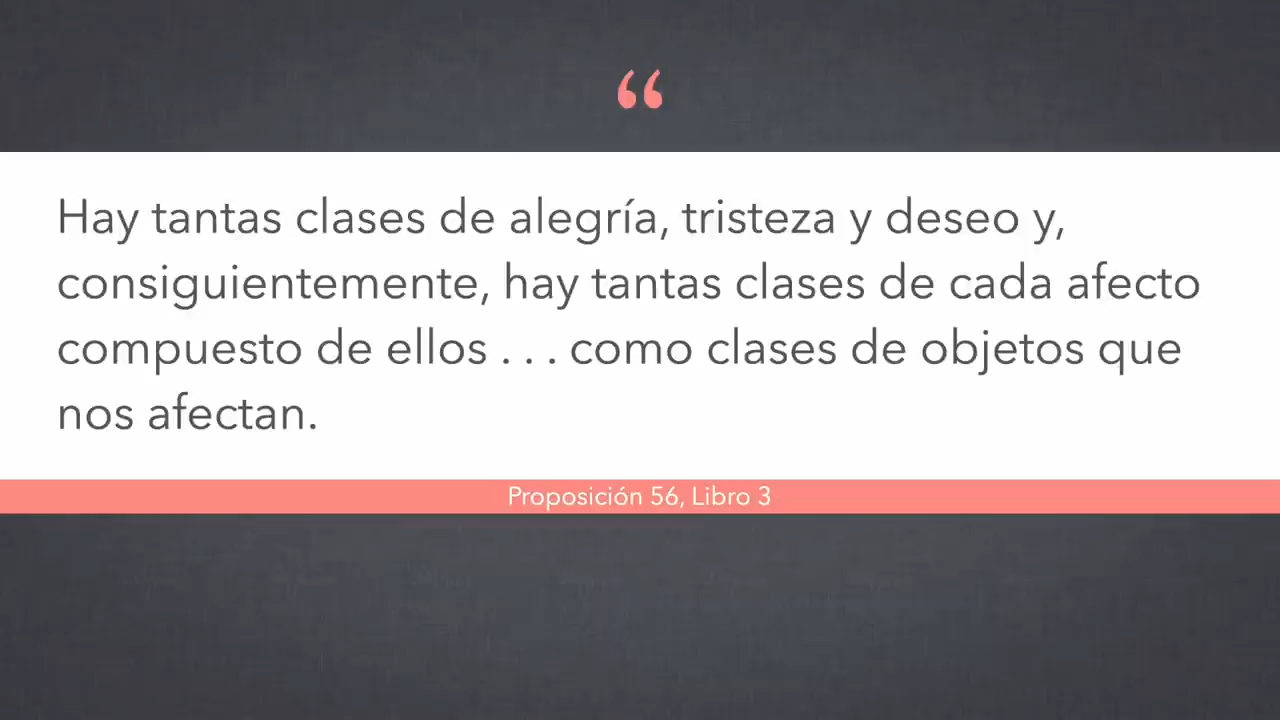 “
Hay tantas clases de alegría, tristeza y deseo y,
consiguientemente, hay tantas clases de cada afecto
compuesto de ellos . . . como clases de objetos que
nos afectan.
Proposición 56, Libro 3